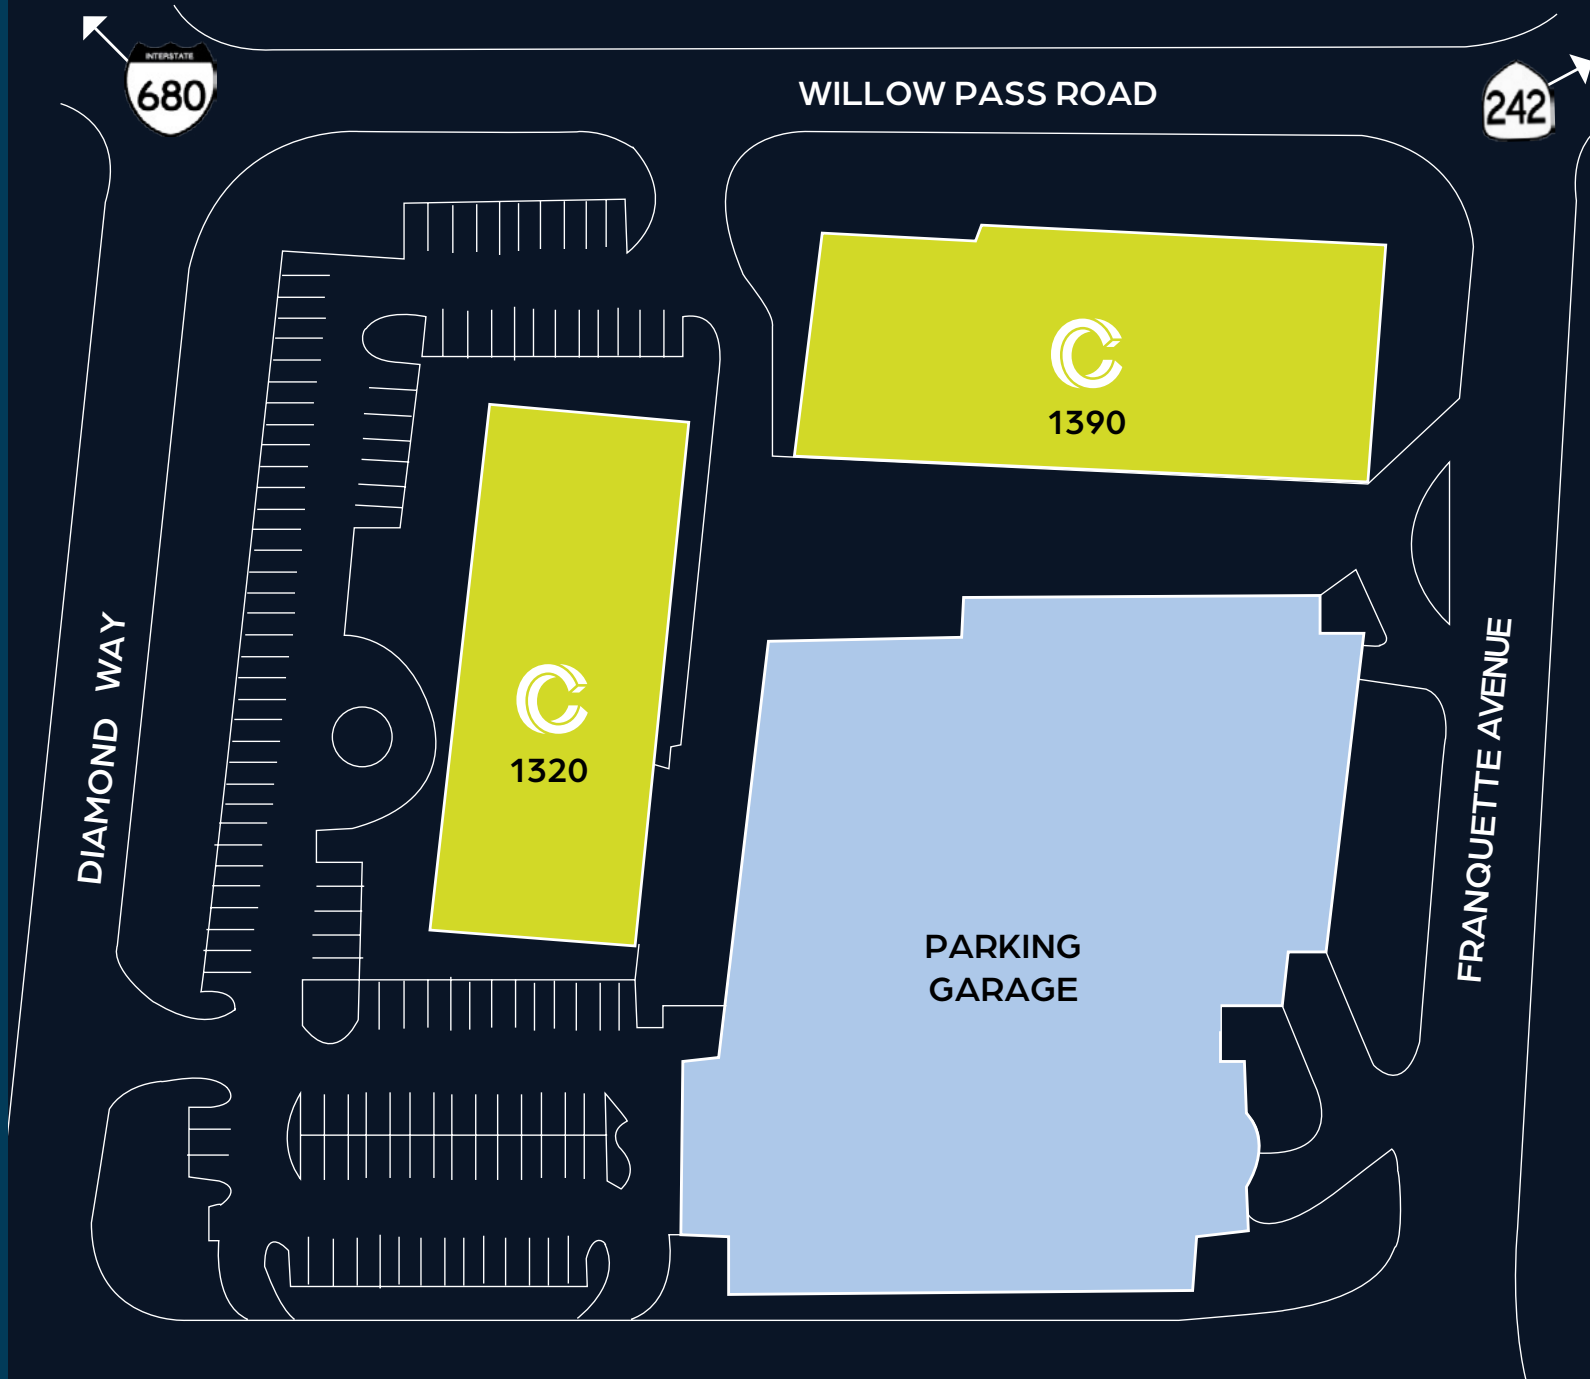 INTERSTATE
680
WILLOW PASS ROAD
242
1390
DIAMOND WAY
1320
FRANQUETTE AVENUE
PARKING
GARAGE